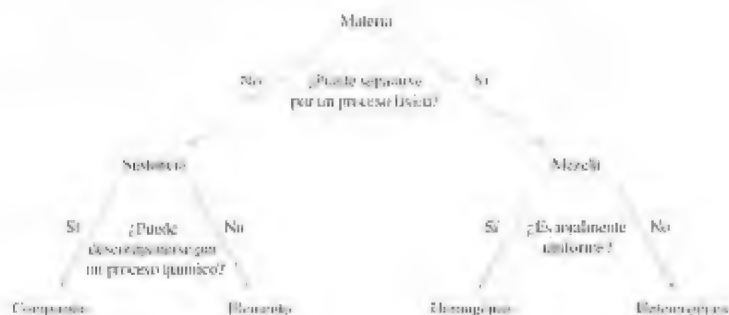 Materia
No ¿Puede separarse Sí
por un proceso físico?
Sustancia Mezcla
Sí ¿Puede No Sí ¿Es totalmente No
descomponerse por uniforme?
un proceso químico?
Compuesto Elemento Homogénea Heterogénea